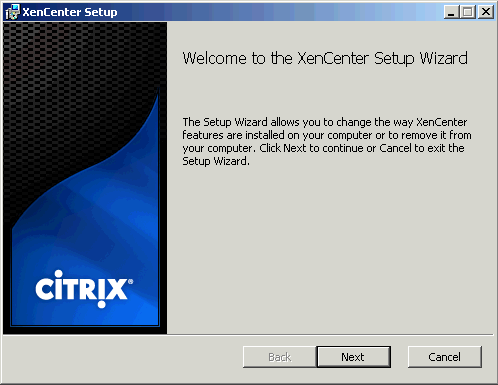 XenCenter Setup
Welcome to the XenCenter Setup Wizard
The Setup Wizard allows you to change the way XenCenter
features are installed on your computer or to remove it from
your computer. Click Next to continue or Cancel to exit the
Setup Wizard.
CİTRIX®
Back
Next
Cancel